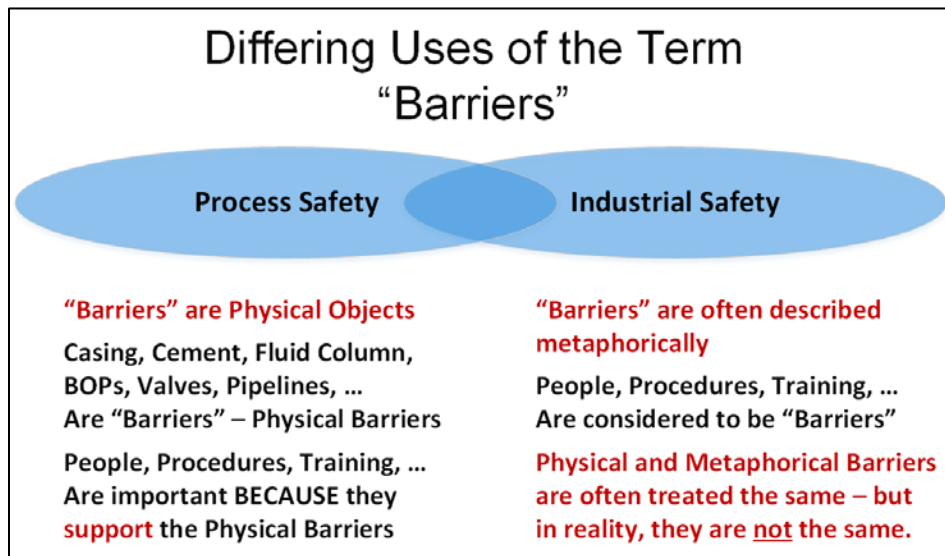 Differing Uses of the Term
“Barriers”
Process Safety
Industrial Safety
“Barriers” are Physical Objects
Casing, Cement, Fluid Column,
BOPs, Valves, Pipelines, …
Are “Barriers” – Physical Barriers
People, Procedures, Training, …
Are important BECAUSE they
support the Physical Barriers
“Barriers” are often described
metaphorically
People, Procedures, Training, …
Are considered to be “Barriers”
Physical and Metaphorical Barriers
are often treated the same – but
in reality, they are not the same.